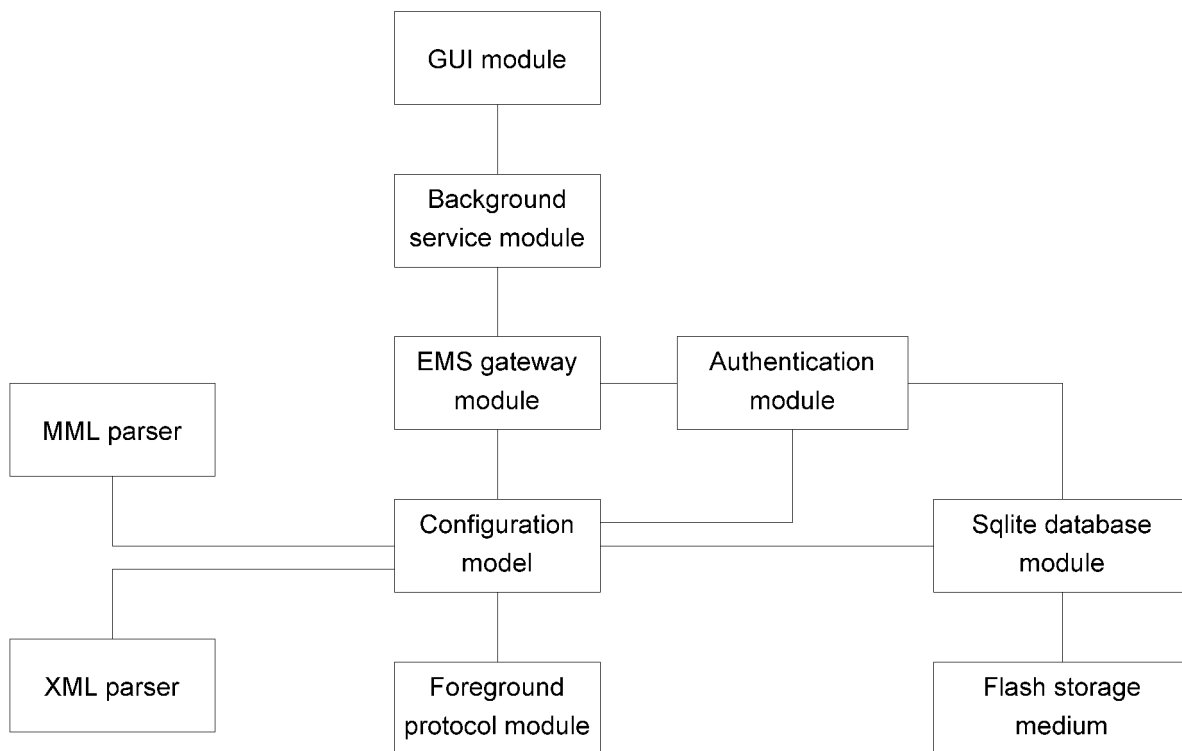 GUI module
Background
service module
EMS gateway
module
Authentication
module
MML parser
Configuration
model
Sqlite database
module
XML parser
Foreground
protocol module
Flash storage
medium